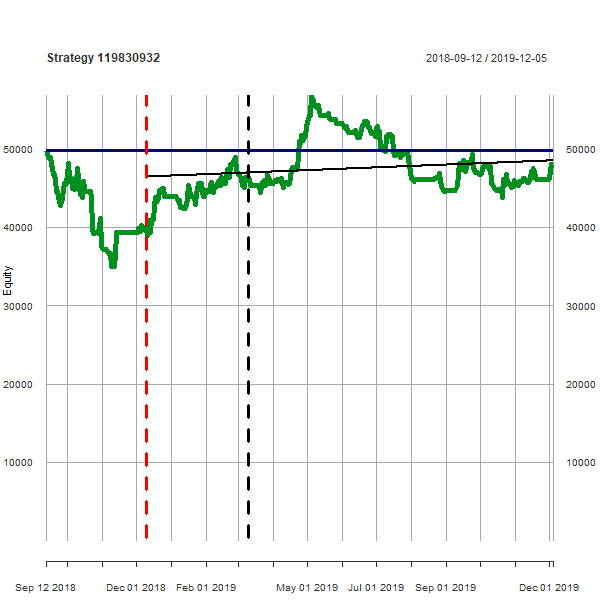 Strategy 119830932
2018-09-12 / 2019-12-05
50000
50000
40000
40000
Equity
30000
30000
20000
20000
10000
10000
Sep 12 2018
Dec 01 2018
Feb 01 2019
May 01 2019
Jul 01 2019
Sep 01 2019
Dec 01 2019